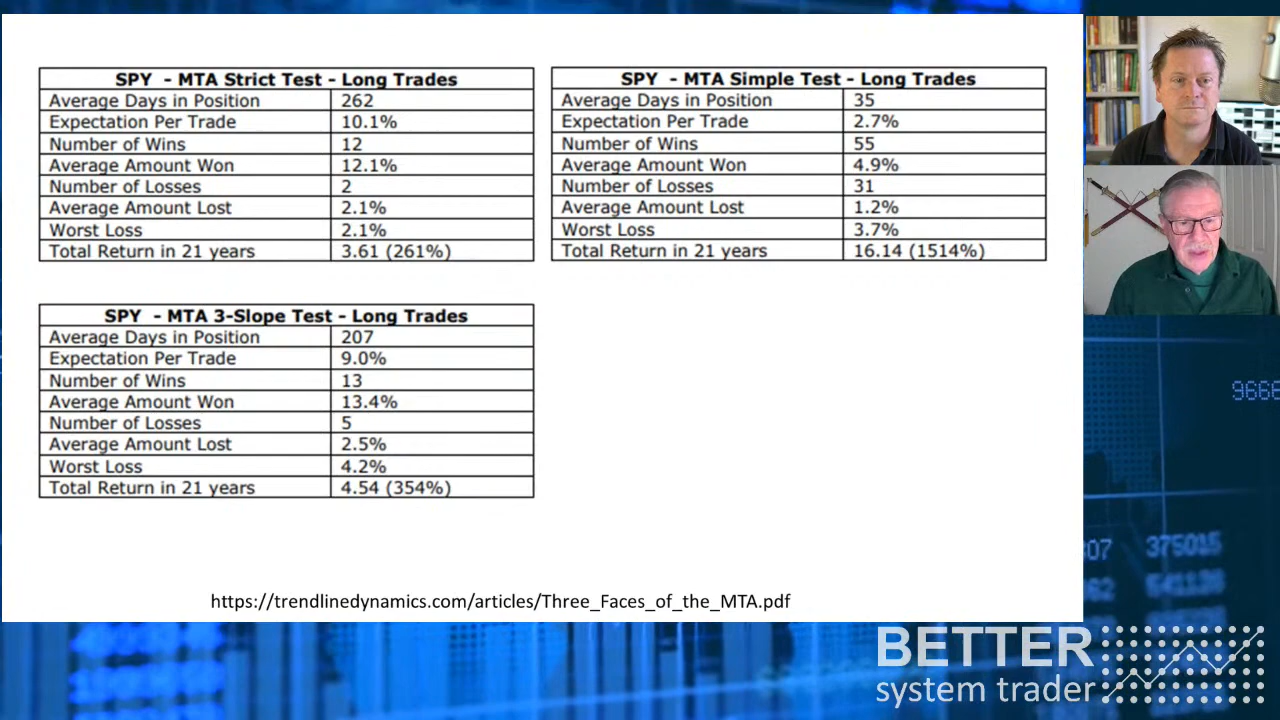 SPY - MTA Strict Test - Long Trades
Average Days in Position 262
Expectation Per Trade 10.1%
Number of Wins 12
Average Amount Won 12.1%
Number of Losses 2
Average Amount Lost 2.1%
Worst Loss 2.1%
Total Return in 21 years 3.61 (261%)
SPY - MTA Simple Test - Long Trades
Average Days in Position 35
Expectation Per Trade 2.7%
Number of Wins 55
Average Amount Won 4.9%
Number of Losses 31
Average Amount Lost 1.2%
Worst Loss 3.7%
Total Return in 21 years 16.14 (1514%)
SPY - MTA 3-Slope Test - Long Trades
Average Days in Position 207
Expectation Per Trade 9.0%
Number of Wins 13
Average Amount Won 13.4%
Number of Losses 5
Average Amount Lost 2.5%
Worst Loss 4.2%
Total Return in 21 years 4.54 (354%)
https://trendlinedynamics.com/articles/Three_Faces_of_the_MTA.pdf
375015
BETTER
system trader